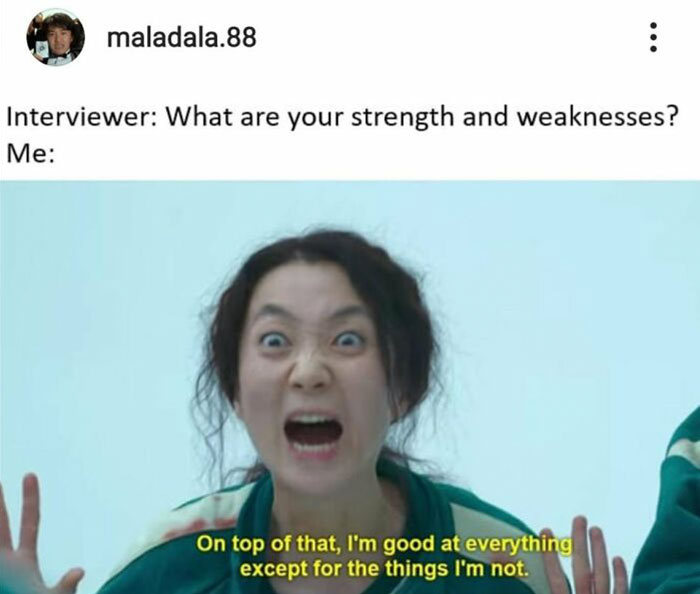 maladala.88
Interviewer: What are your strength and weaknesses?
Me:
On top of that, I'm good at everything
except for the things I'm not.